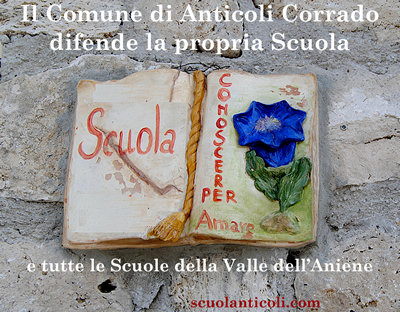 Il Comune di Anticoli Corrado
difende la propria Scuola
Scuola
CONOSCERE
PER
Amare
e tutte le Scuole della Valle dell'Aniene
scuolanticoli.com